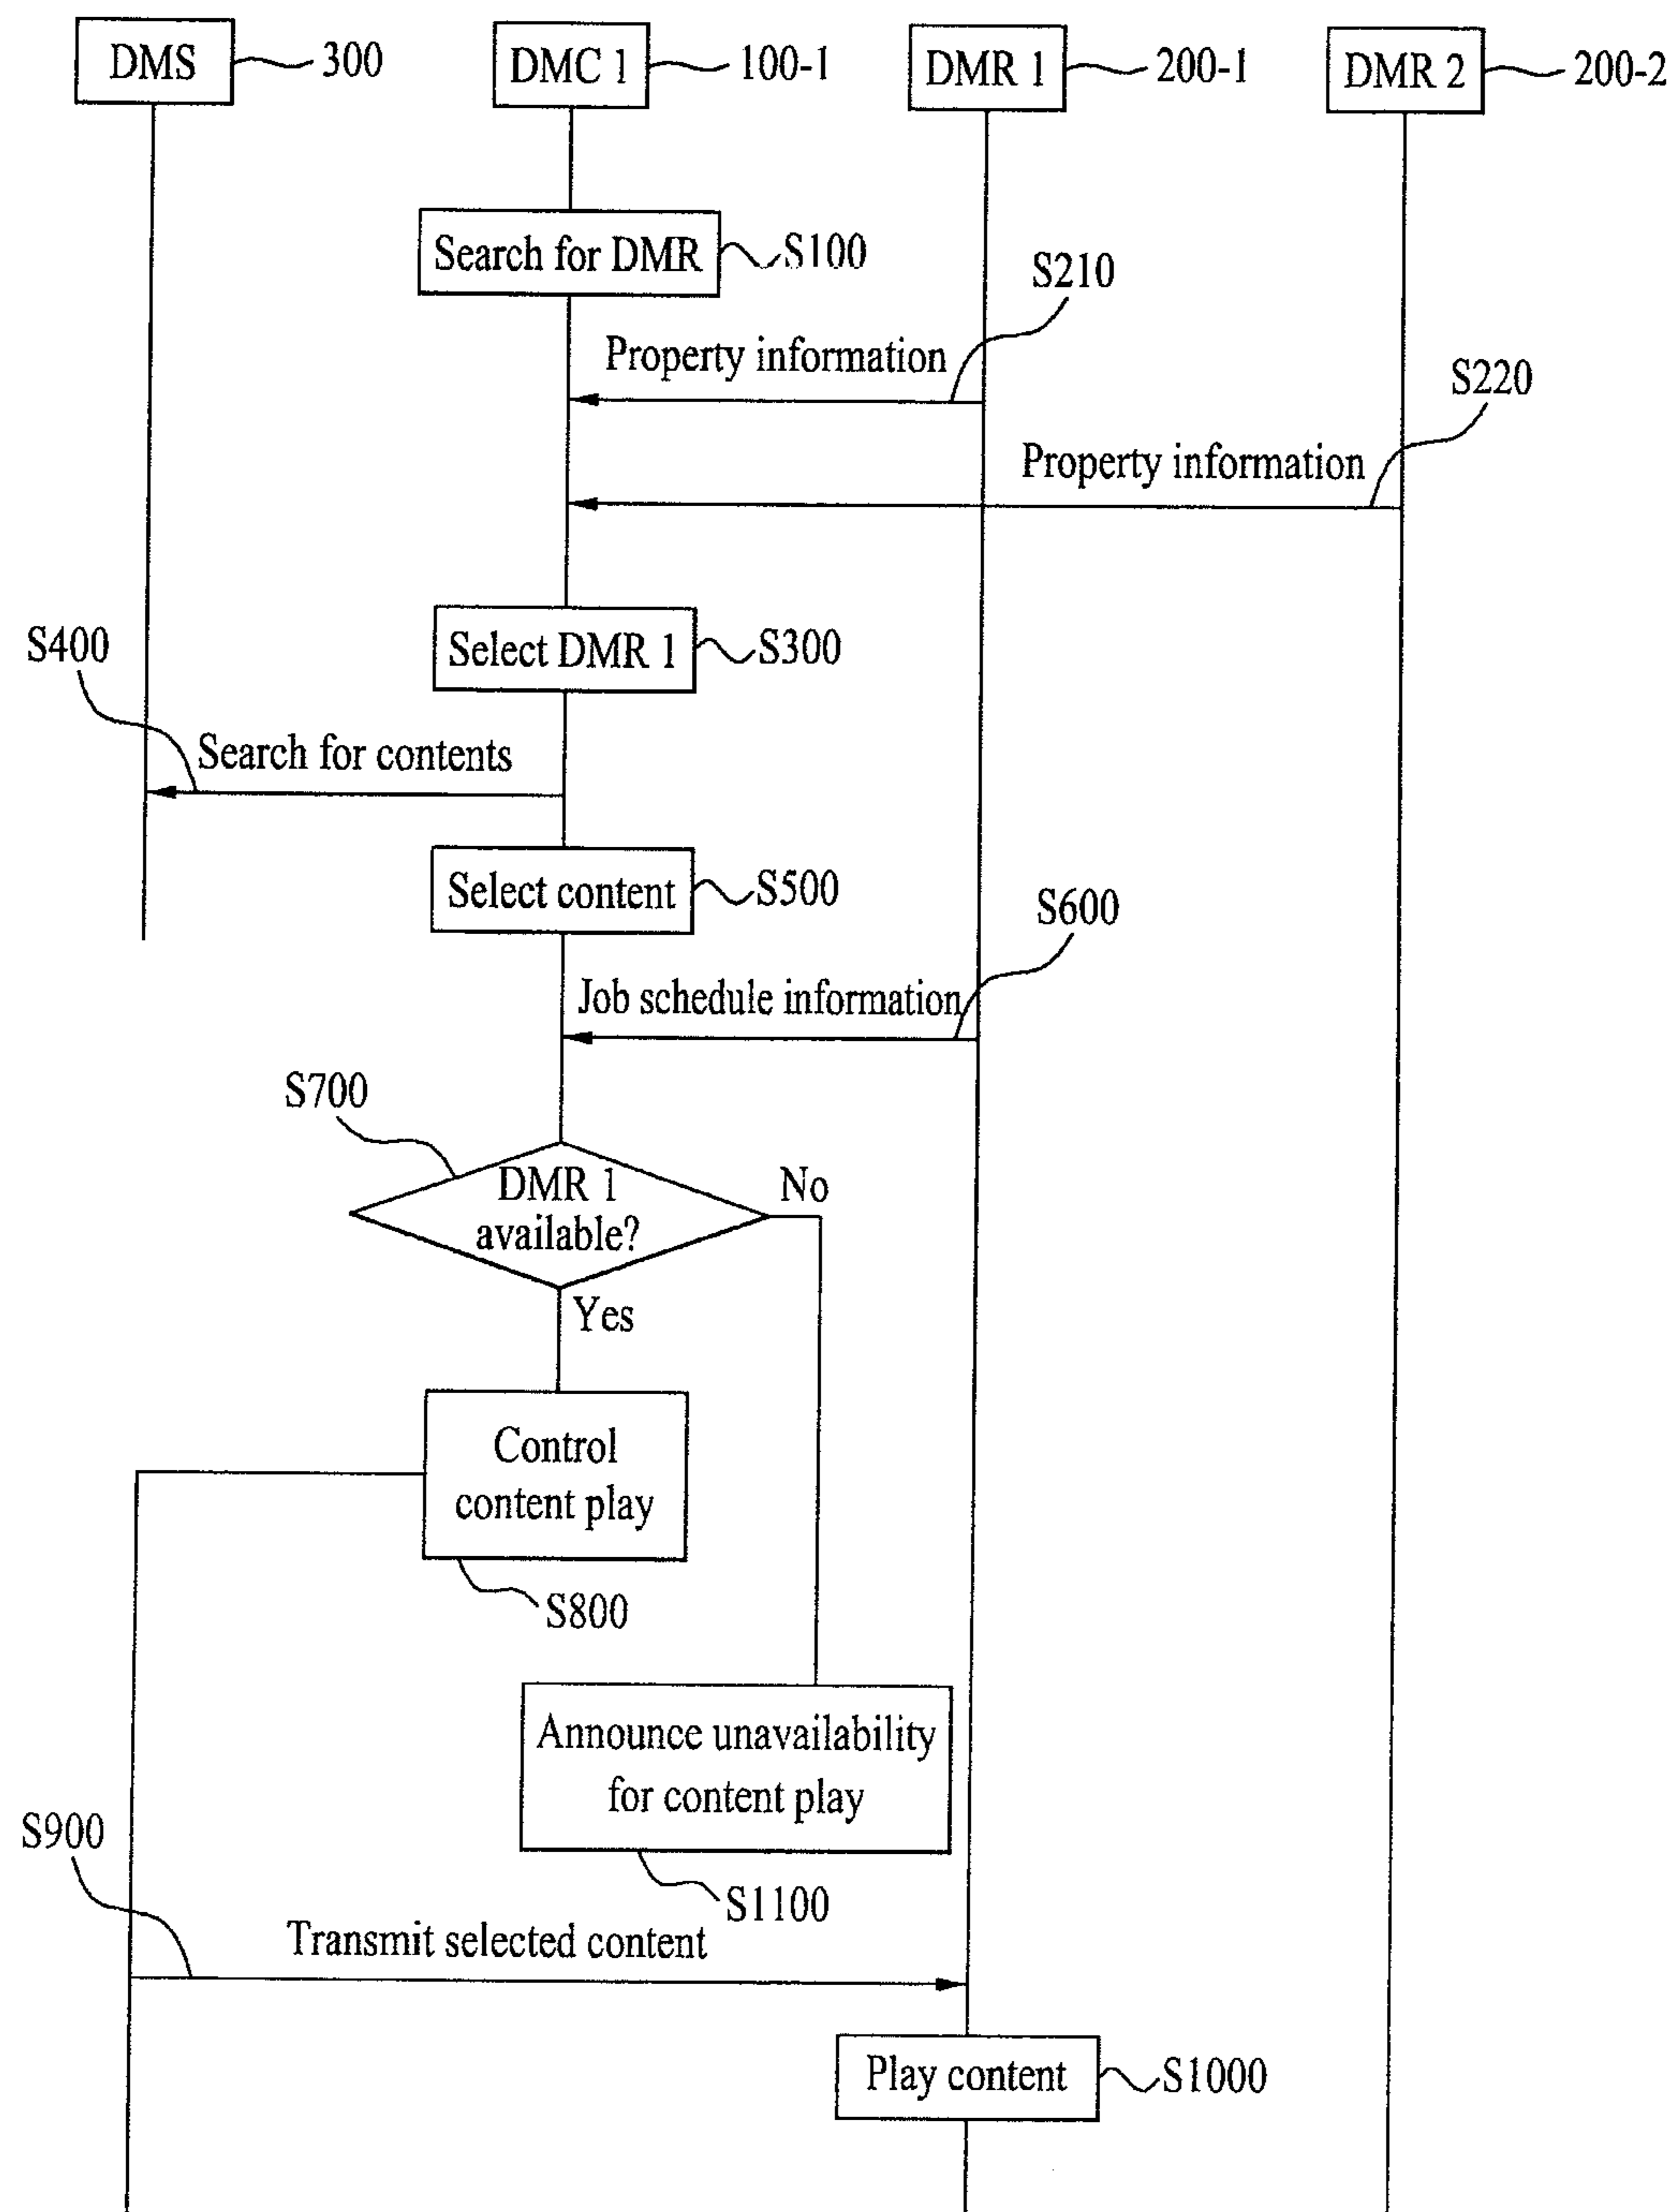 DMS 300
DMC 1 100-1
DMR 1 200-1
DMR 2 200-2
Search for DMR S100
S210
Property information
S220
Property information
Select DMR 1 S300
S400
Search for contents
Select content S500
S600
Job schedule information
S700
DMR 1
available?
No
Yes
Control
content play
S800
Announce unavailability
for content play
S1100
S900
Transmit selected content
Play content S1000